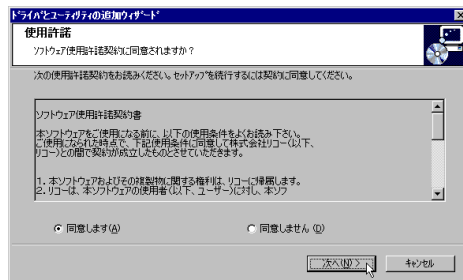 ドライバとユーティリティの追加ウィザード
使用許諾
ソフトウェア使用許諾契約に同意されますか?
次の使用許諾契約をお読みください。セットアップを続行するには契約に同意してください。
ソフトウェア使用許諾契約書
本ソフトウェアをご使用になる前に、以下の使用条件をよくお読み下さい。
ご使用になられた時点で、下記使用条件に同意して株式会社リコー(以下、
リコー)との間で契約が成立したものとさせていただきます。
1. 本ソフトウェアおよびその複製物に関する権利は、リコーに帰属します。
2. リコーは、本ソフトウェアの使用者(以下、ユーザー)に対し、本ソフ
同意します(A)
同意しません(D)
次へ(N) >
キャンセル